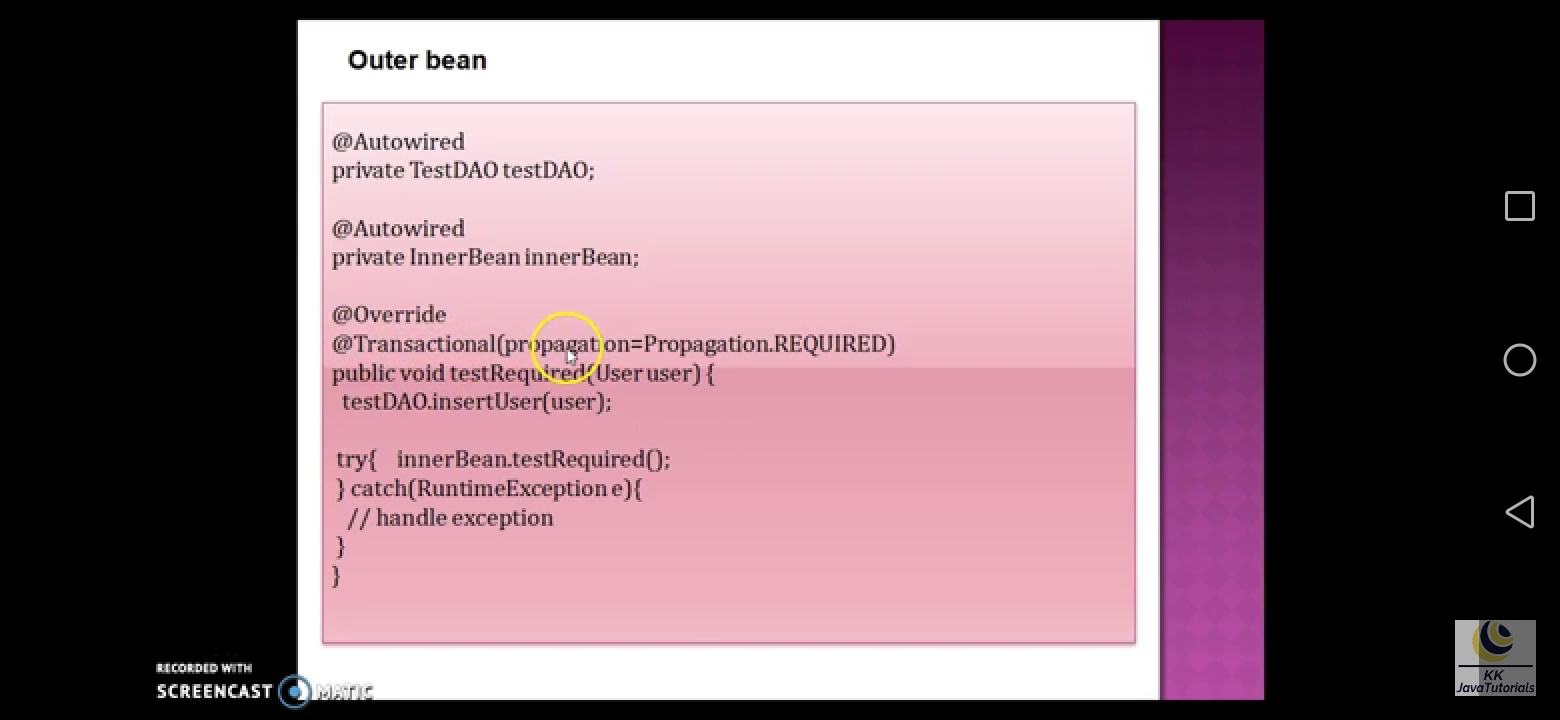 Outer bean
@Autowired
private TestDAO testDAO;
@Autowired
private InnerBean innerBean;
@Override
@Transactional(propagation=Propagation.REQUIRED)
public void testRequired(User user) {
testDAO.insertUser(user);
try{ innerBean.testRequired();
} catch(RuntimeException e){
// handle exception
}
}
RECORDED WITH
SCREENCAST MATIC
KK
JavaTutorials